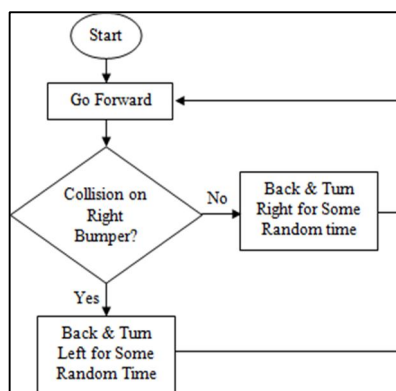 Start
Go Forward
Collision on
Right
Bumper?
No
Back & Turn
Right for Some
Random time
Yes
Back & Turn
Left for Some
Random Time